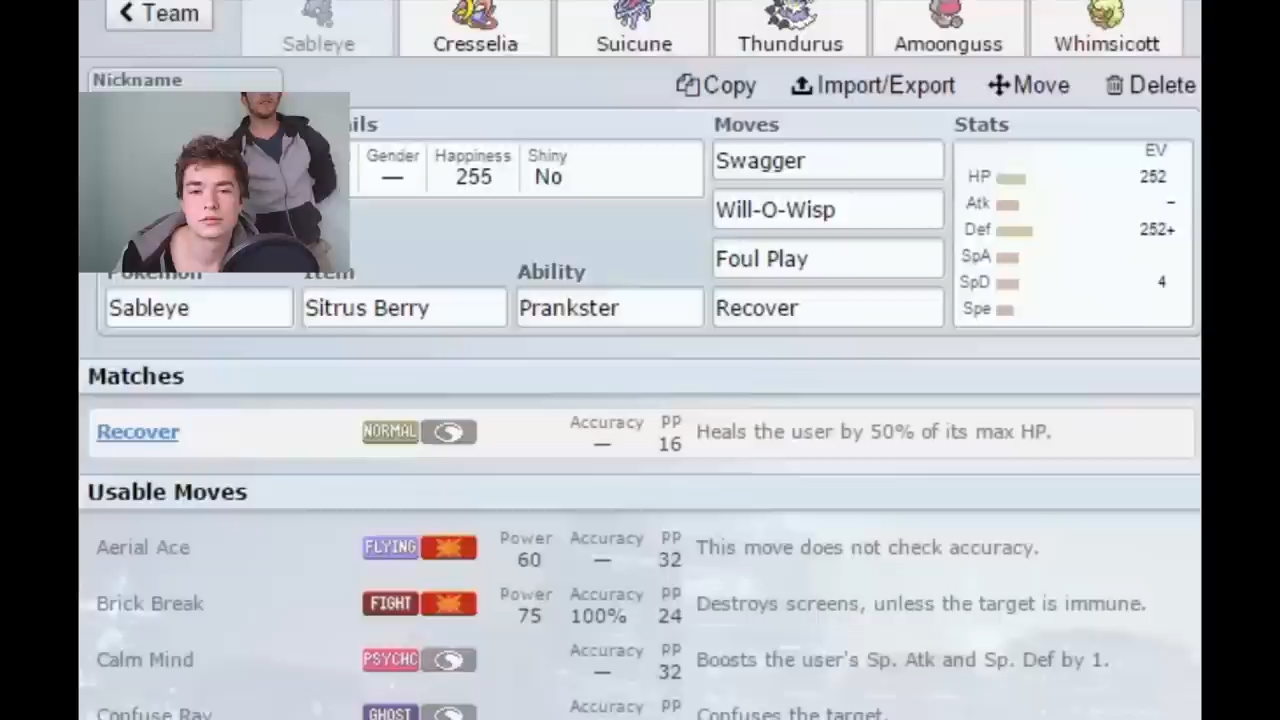 Team
Sableye
Cresselia
Suicune
Thundurus
Amoonguss
Whimsicott
Nickname
Copy
Import/Export
Move
Delete
ils
Gender
—
Happiness
255
Shiny
No
Moves
Swagger
Will-O-Wisp
Foul Play
Recover
Stats
EV
HP 252
Atk –
Def 252+
SpA
SpD 4
Spe
Pokemon
Sableye
Item
Sitrus Berry
Ability
Prankster
Matches
Recover NORMAL Accuracy — PP 16 Heals the user by 50% of its max HP.
Usable Moves
Aerial Ace FLYING Power 60 Accuracy — PP 32 This move does not check accuracy.
Brick Break FIGHT Power 75 Accuracy 100% PP 24 Destroys screens, unless the target is immune.
Calm Mind PSYCHC Accuracy — PP 32 Boosts the user's Sp. Atk and Sp. Def by 1.
Confuse Ray GHOST Accuracy PP Confuses the target.